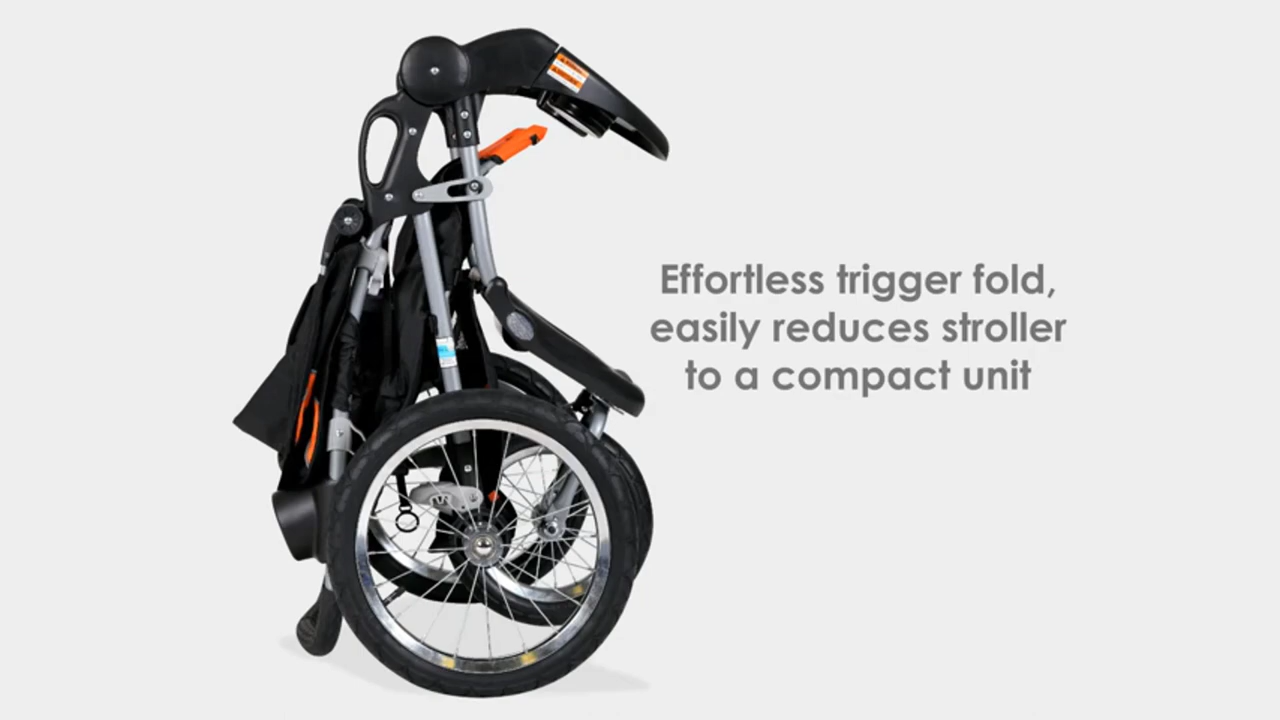 Effortless trigger fold,
easily reduces stroller
to a compact unit